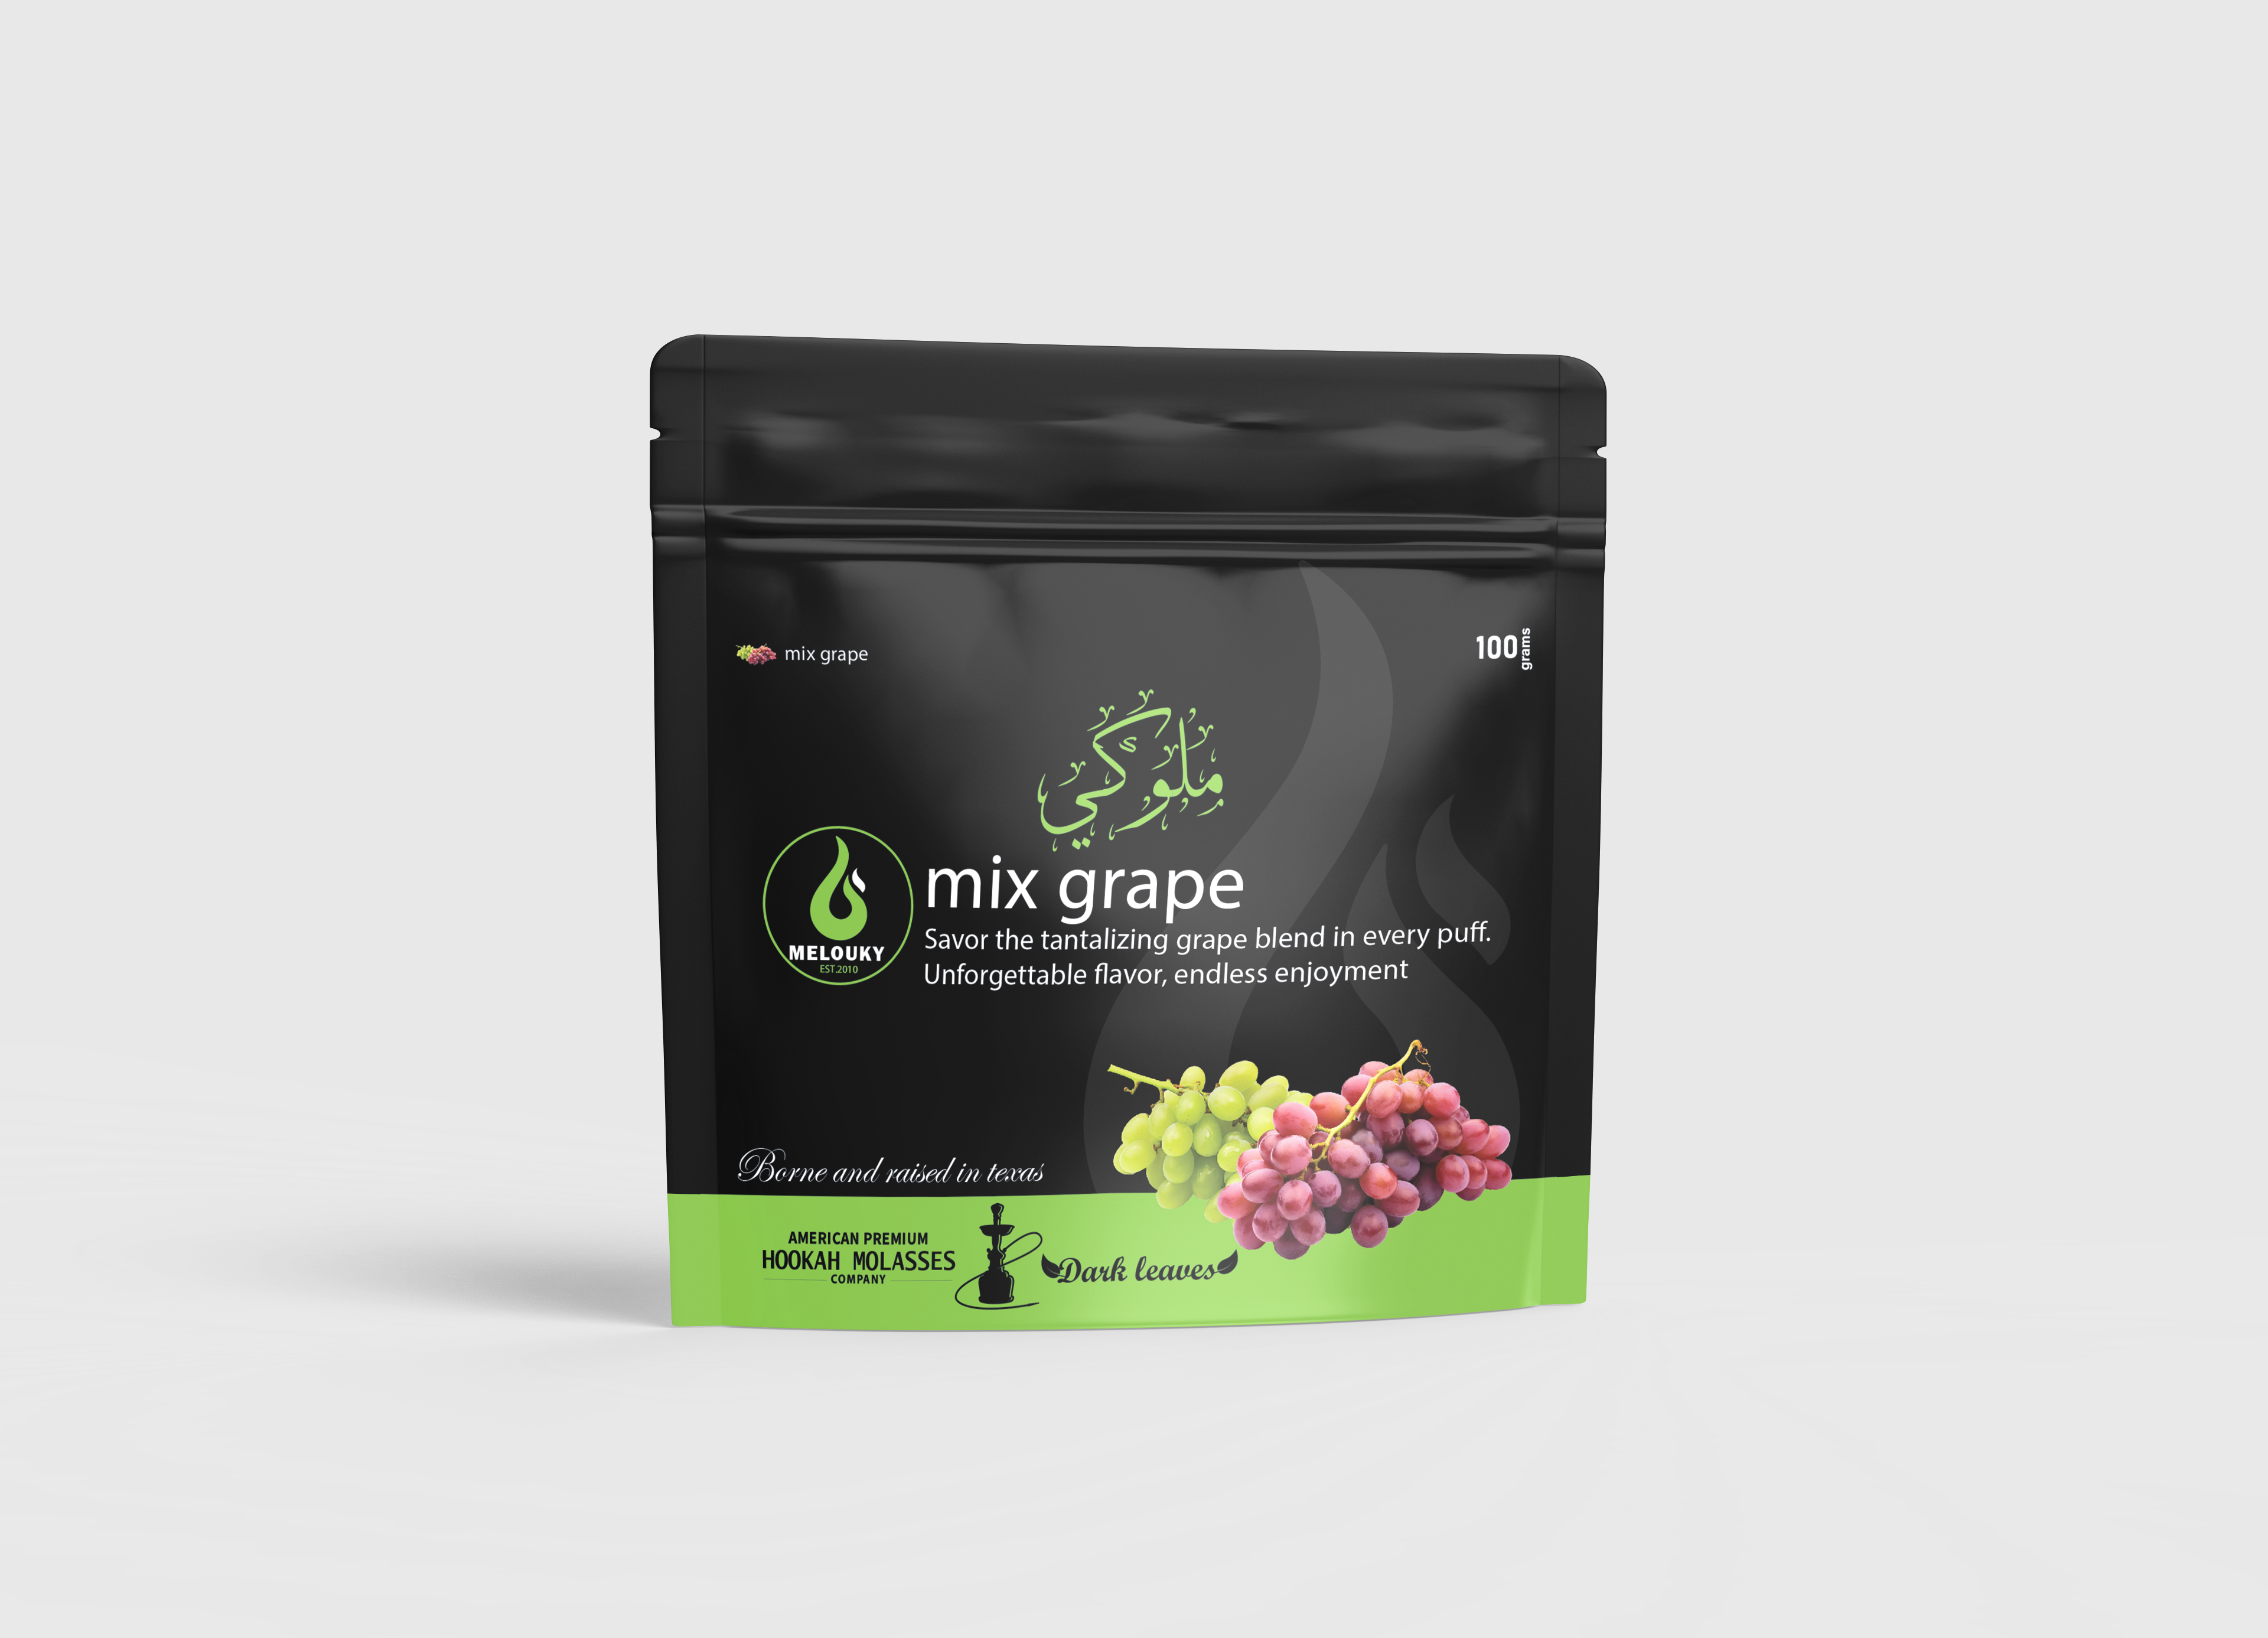 mix grape
100
grams
ملوكي
MELOUKY
EST.2010
mix grape
Savor the tantalizing grape blend in every puff.
Unforgettable flavor, endless enjoyment
Borne and raised in texas
AMERICAN PREMIUM
HOOKAH MOLASSES
COMPANY
Dark leaves